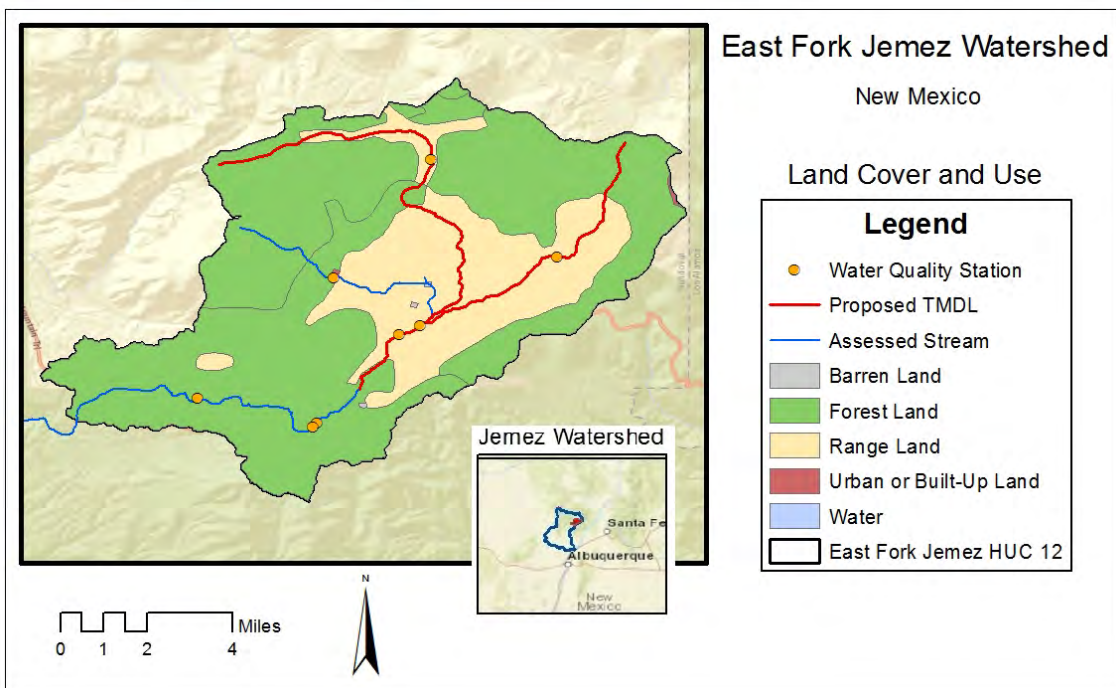 East Fork Jemez Watershed
New Mexico
Land Cover and Use
Legend
Water Quality Station
Proposed TMDL
Assessed Stream
Barren Land
Forest Land
Range Land
Urban or Built-Up Land
Water
East Fork Jemez HUC 12
Jemez Watershed
Santa Fe
Albuquerque
New
Mexico
N
Miles
0 1 2 4